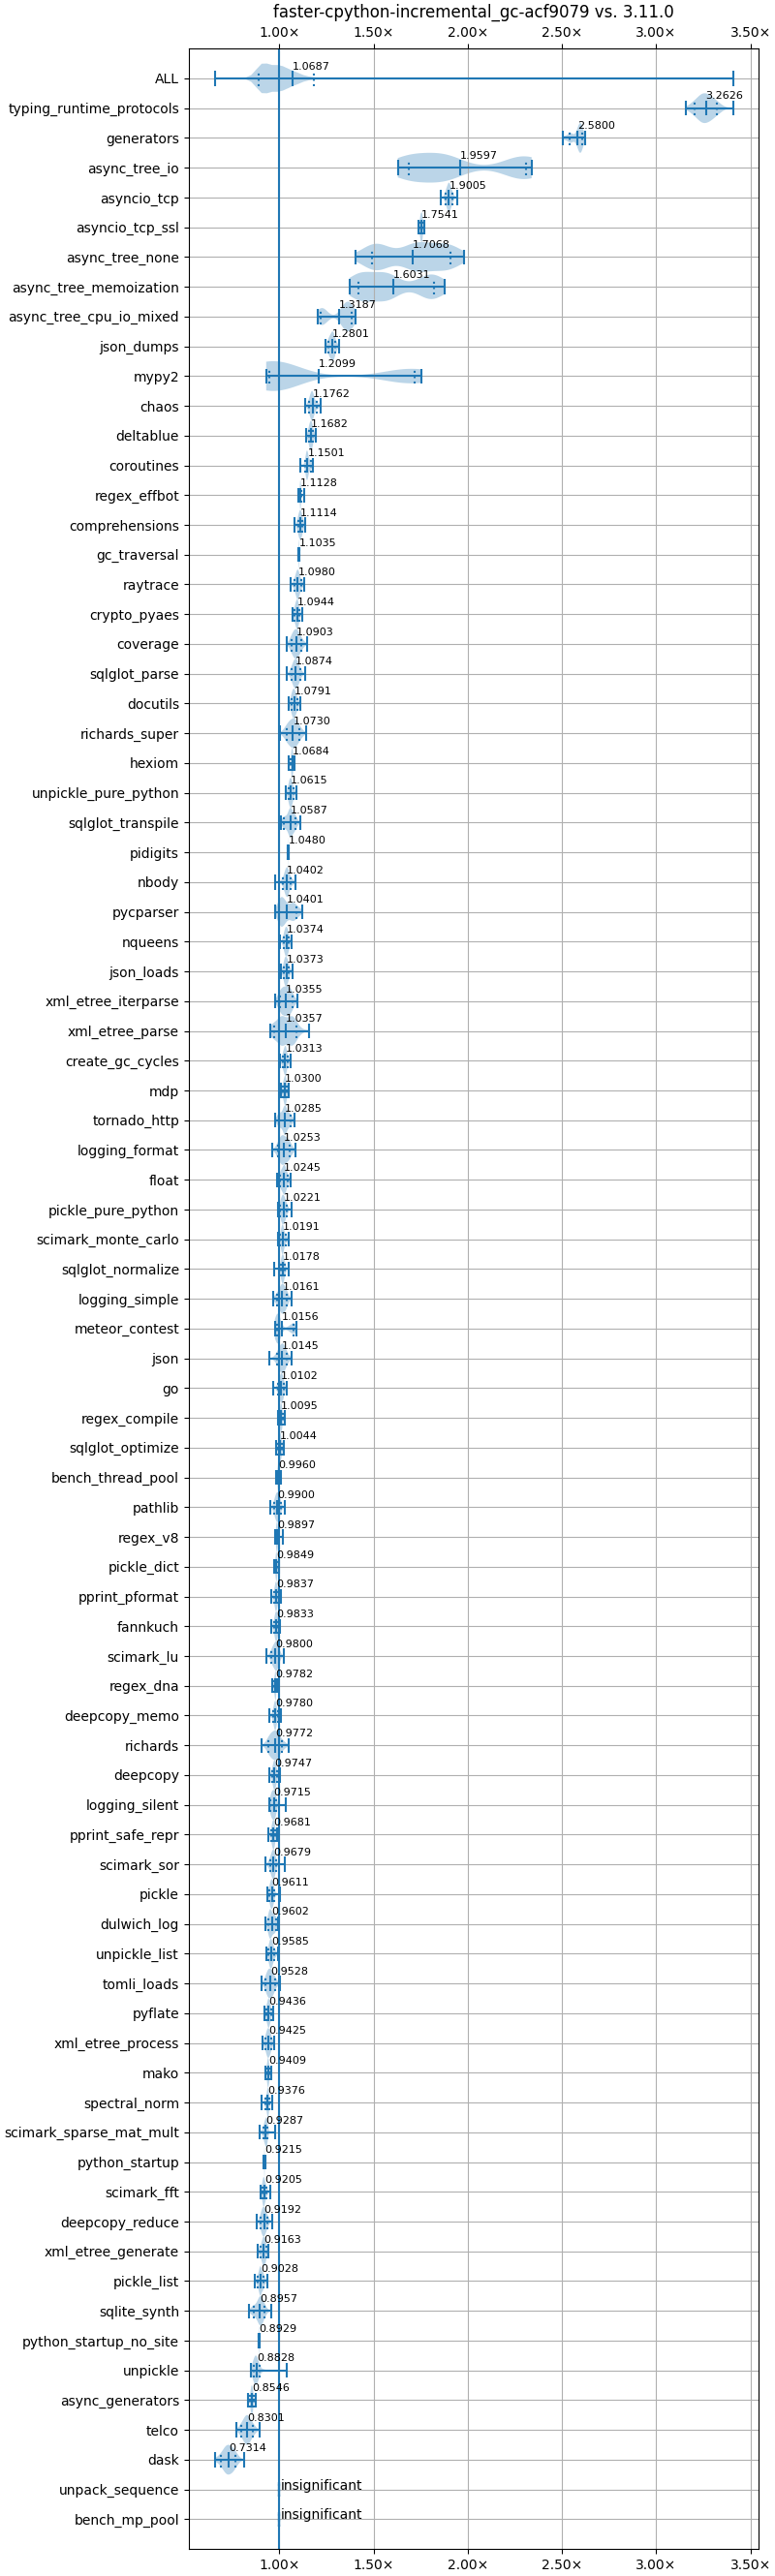 faster-cpython-incremental_gc-acf9079 vs. 3.11.0
1.00× 1.50× 2.00× 2.50× 3.00× 3.50×
ALL 1.0687
typing_runtime_protocols 3.2626
generators 2.5800
async_tree_io 1.9597
asyncio_tcp 1.9005
asyncio_tcp_ssl 1.7541
async_tree_none 1.7068
async_tree_memoization 1.6031
async_tree_cpu_io_mixed 1.3187
json_dumps 1.2801
mypy2 1.2099
chaos 1.1762
deltablue 1.1682
coroutines 1.1501
regex_effbot 1.1128
comprehensions 1.1114
gc_traversal 1.1035
raytrace 1.0980
crypto_pyaes 1.0944
coverage 1.0903
sqlglot_parse 1.0874
docutils 1.0791
richards_super 1.0730
hexiom 1.0684
unpickle_pure_python 1.0615
sqlglot_transpile 1.0587
pidigits 1.0480
nbody 1.0402
pycparser 1.0401
nqueens 1.0374
json_loads 1.0373
xml_etree_iterparse 1.0355
xml_etree_parse 1.0357
create_gc_cycles 1.0313
mdp 1.0300
tornado_http 1.0285
logging_format 1.0253
float 1.0245
pickle_pure_python 1.0221
scimark_monte_carlo 1.0191
sqlglot_normalize 1.0178
logging_simple 1.0161
meteor_contest 1.0156
json 1.0145
go 1.0102
regex_compile 1.0095
sqlglot_optimize 1.0044
bench_thread_pool 0.9960
pathlib 0.9900
regex_v8 0.9897
pickle_dict 0.9849
pprint_pformat 0.9837
fannkuch 0.9833
scimark_lu 0.9800
regex_dna 0.9782
deepcopy_memo 0.9780
richards 0.9772
deepcopy 0.9747
logging_silent 0.9715
pprint_safe_repr 0.9681
scimark_sor 0.9679
pickle 0.9611
dulwich_log 0.9602
unpickle_list 0.9585
tomli_loads 0.9528
pyflate 0.9436
xml_etree_process 0.9425
mako 0.9409
spectral_norm 0.9376
scimark_sparse_mat_mult 0.9287
python_startup 0.9215
scimark_fft 0.9205
deepcopy_reduce 0.9192
xml_etree_generate 0.9163
pickle_list 0.9028
sqlite_synth 0.8957
python_startup_no_site 0.8929
unpickle 0.8828
async_generators 0.8546
telco 0.8301
dask 0.7314
unpack_sequence insignificant
bench_mp_pool insignificant
1.00× 1.50× 2.00× 2.50× 3.00× 3.50×